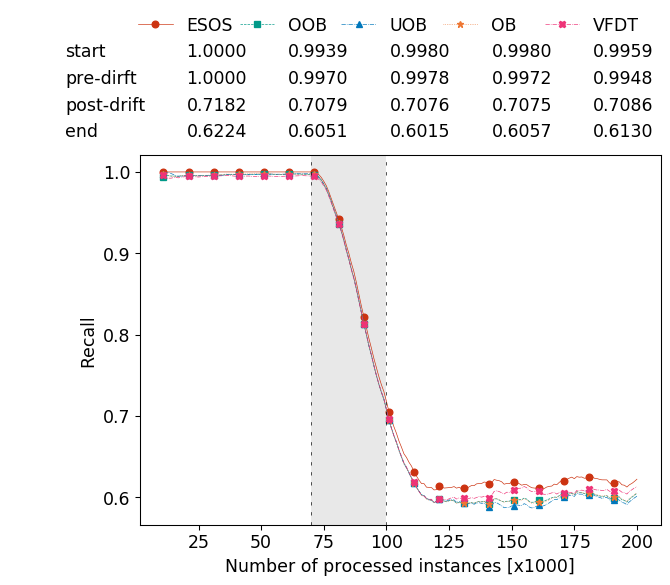 ESOS OOB UOB OB VFDT
start 1.0000 0.9939 0.9980 0.9980 0.9959
pre-dirft 1.0000 0.9970 0.9978 0.9972 0.9948
post-drift 0.7182 0.7079 0.7076 0.7075 0.7086
end 0.6224 0.6051 0.6015 0.6057 0.6130
1.0
0.9
0.8
0.7
0.6
Recall
25 50 75 100 125 150 175 200
Number of processed instances [x1000]